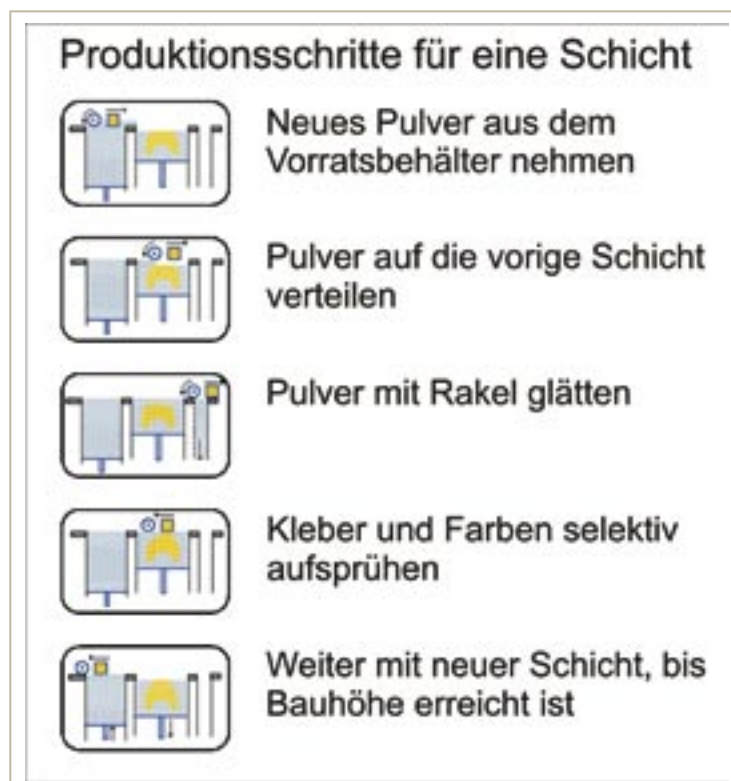 Produktionsschritte für eine Schicht
Neues Pulver aus dem
Vorratsbehälter nehmen
Pulver auf die vorige Schicht
verteilen
Pulver mit Rakel glätten
Kleber und Farben selektiv
aufsprühen
Weiter mit neuer Schicht, bis
Bauhöhe erreicht ist